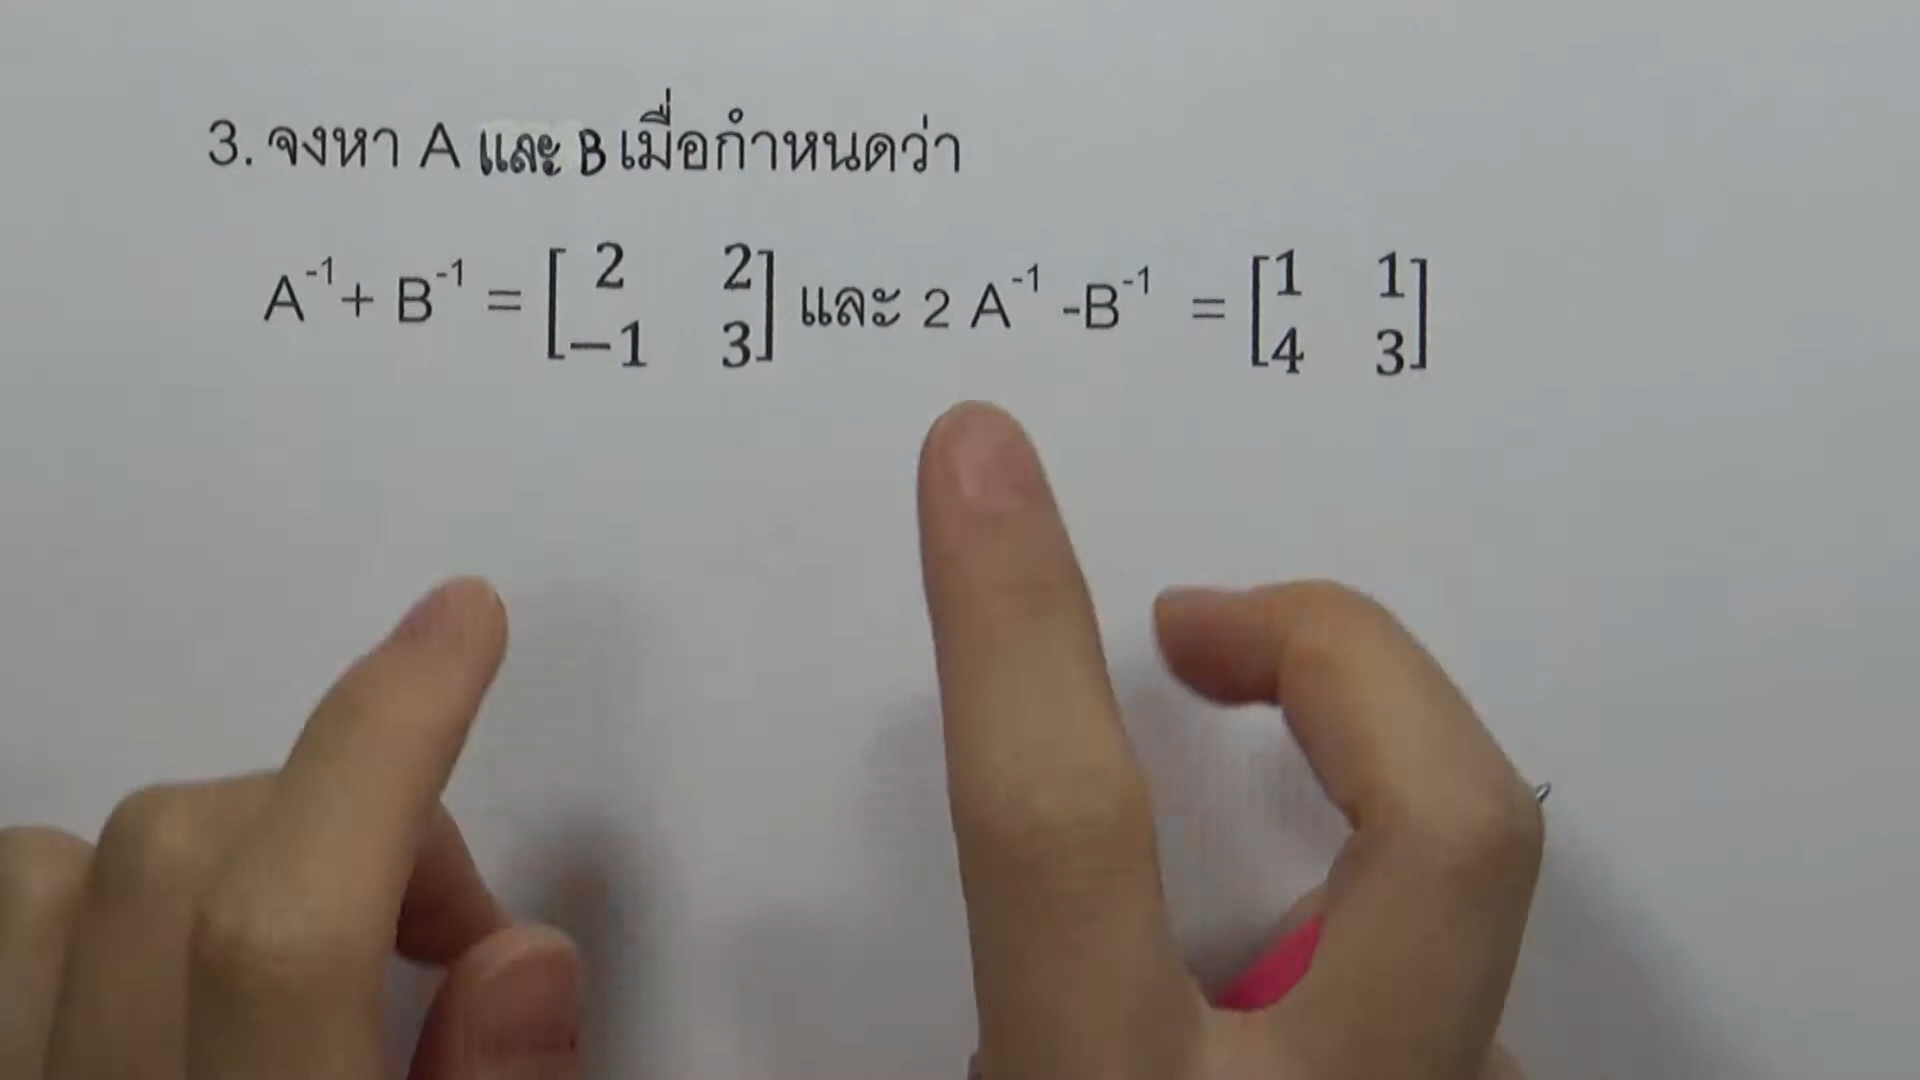 3. จงหา A และ B เมื่อกำหนดว่า
A⁻¹ + B⁻¹ = [2 2; −1 3] และ 2 A⁻¹ -B⁻¹ = [1 1; 4 3]